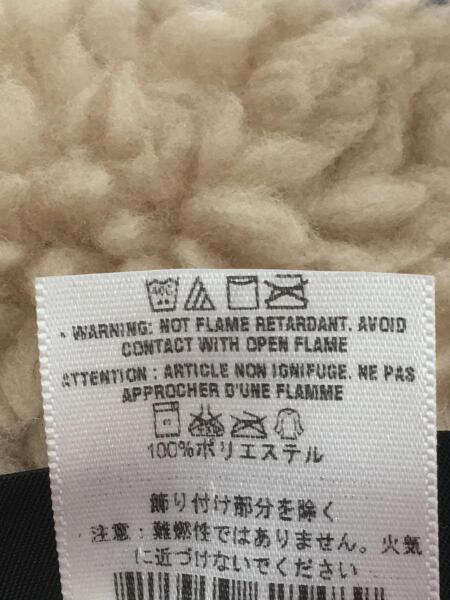 WARNING: NOT FLAME RETARDANT. AVOID
CONTACT WITH OPEN FLAME
ATTENTION : ARTICLE NON IGNIFUGE. NE PAS
APPROCHER D'UNE FLAMME
100%ポリエステル
飾り付け部分を除く
注意：難燃性ではありません。火気
に近づけないでください